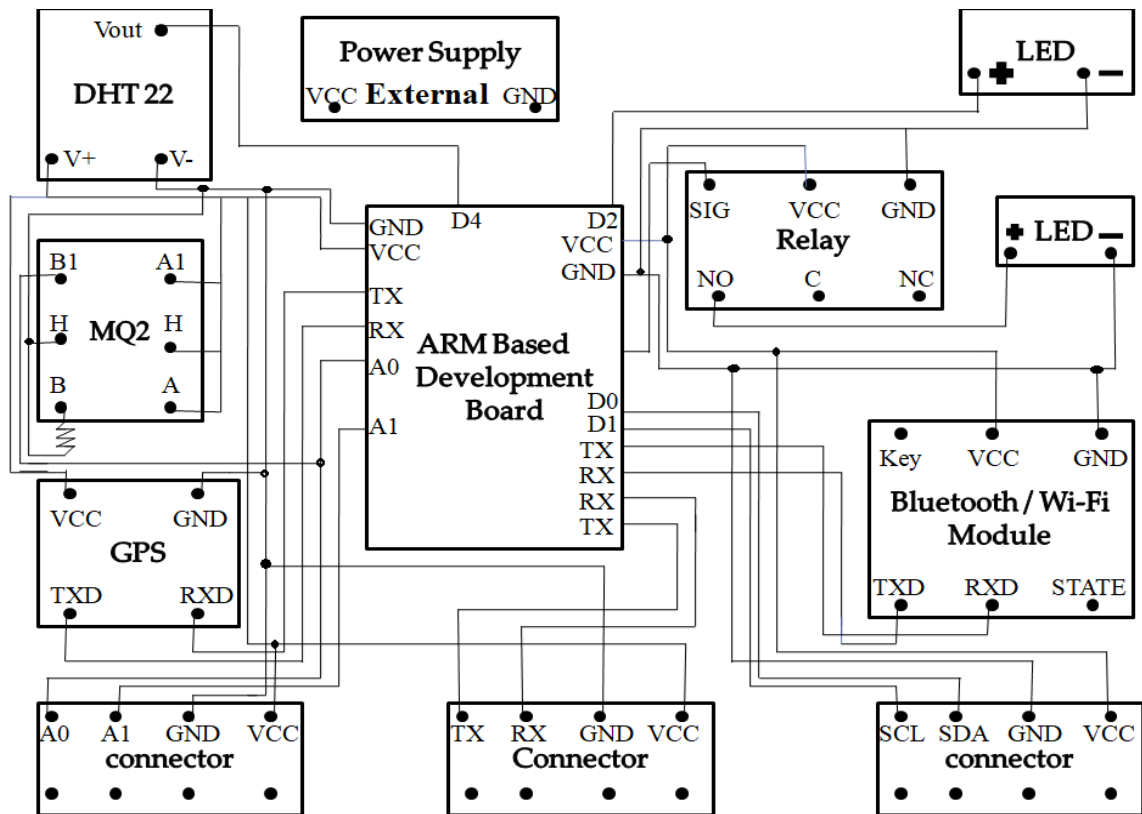 Vout
DHT 22
V+ V-
Power Supply
VCC External GND
LED
+ −
SIG VCC GND
Relay
NO C NC
LED
+ −
B1 A1
H H
MQ2
B A
D4 D2
GND VCC
VCC GND
TX
RX
A0
A1
ARM Based
Development
Board
D0
D1
TX
RX
RX
TX
Key VCC GND
Bluetooth / Wi-Fi
Module
TXD RXD STATE
VCC GND
GPS
TXD RXD
A0 A1 GND VCC
connector
TX RX GND VCC
Connector
SCL SDA GND VCC
connector